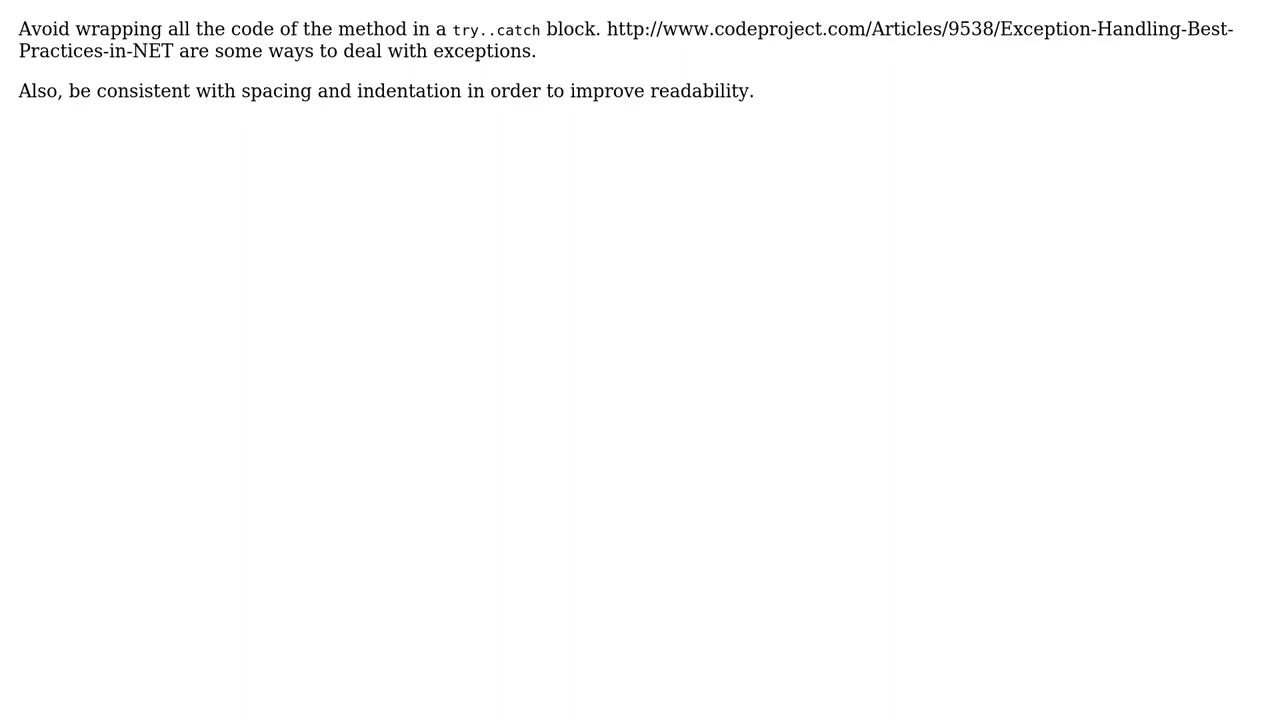 Avoid wrapping all the code of the method in a try..catch block. http://www.codeproject.com/Articles/9538/Exception-Handling-Best-
Practices-in-NET are some ways to deal with exceptions.
Also, be consistent with spacing and indentation in order to improve readability.